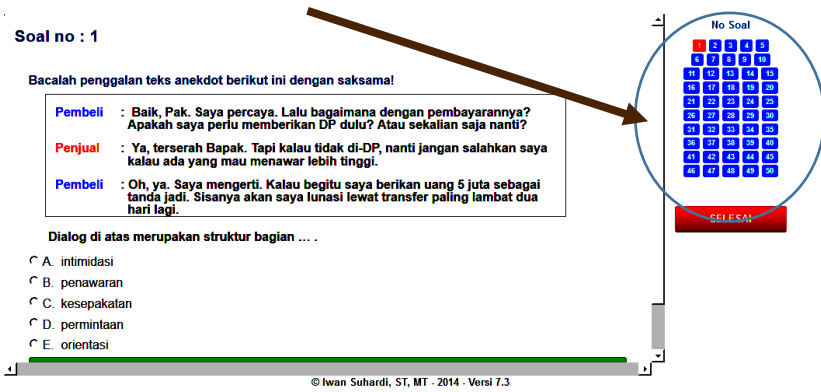 Soal no : 1
Bacalah penggalan teks anekdot berikut ini dengan saksama!
Pembeli : Baik, Pak. Saya percaya. Lalu bagaimana dengan pembayarannya?
Apakah saya perlu memberikan DP dulu? Atau sekalian saja nanti?
Penjual : Ya, terserah Bapak. Tapi kalau tidak di-DP, nanti jangan salahkan saya
kalau ada yang mau menawar lebih tinggi.
Pembeli : Oh, ya. Saya mengerti. Kalau begitu saya berikan uang 5 juta sebagai
tanda jadi. Sisanya akan saya lunasi lewat transfer paling lambat dua
hari lagi.
Dialog di atas merupakan struktur bagian ... .
A. intimidasi
B. penawaran
C. kesepakatan
D. permintaan
E. orientasi
No Soal
1 2 3 4 5
6 7 8 9 10
11 12 13 14 15
16 17 18 19 20
21 22 23 24 25
26 27 28 29 30
31 32 33 34 35
36 37 38 39 40
41 42 43 44 45
46 47 48 49 50
SELESAI
© Iwan Suhardi, ST, MT - 2014 - Versi 7.3